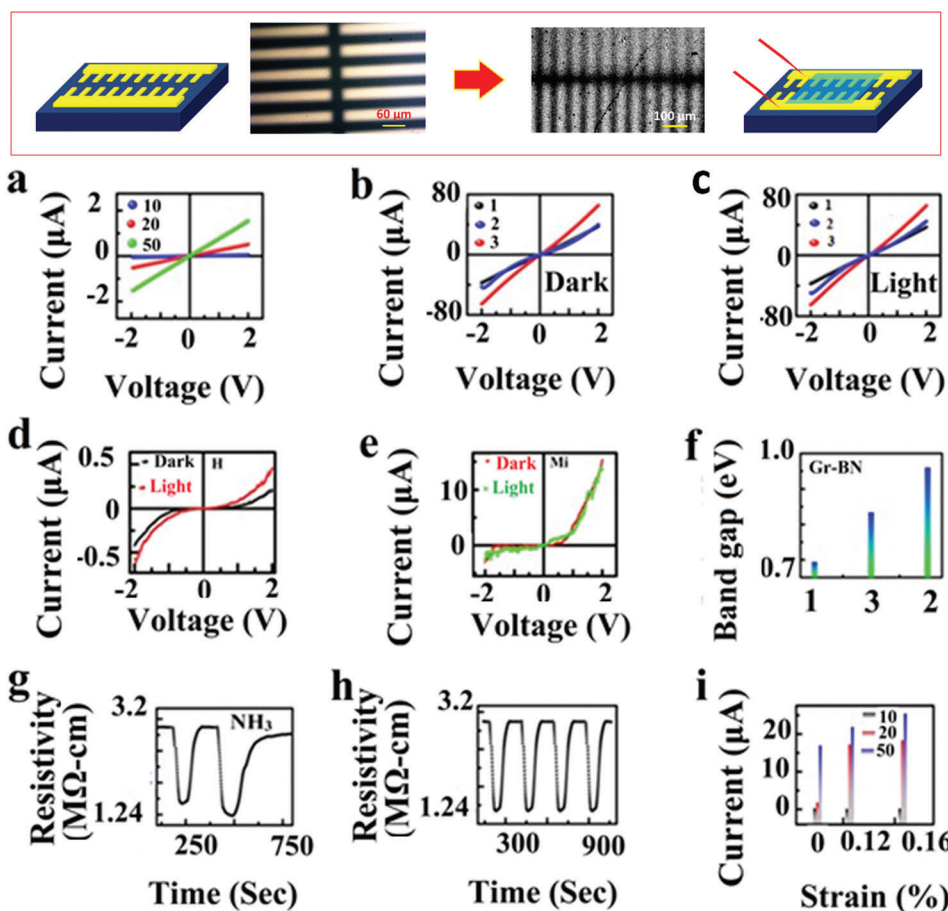 60 μm
100 μm
a
Current (μA)
2
0
-2
10
20
50
-2
0
2
Voltage (V)
b
Current (μA)
80
0
-80
1
2
3
Dark
-2
0
2
Voltage (V)
c
Current (μA)
80
0
-80
1
2
3
Light
-2
0
2
Voltage (V)
d
Current (μA)
0.5
0
-0.5
Dark
Light
H
-2
0
2
Voltage (V)
e
Current (μA)
10
0
Dark
Light
Mi
-2
0
2
Voltage (V)
f
Band gap (eV)
1.0
0.7
Gr-BN
1
3
2
g
Resistivity
(MΩ-cm)
3.2
1.24
NH₃
250
750
Time (Sec)
h
Resistivity
(MΩ-cm)
3.2
1.24
300
900
Time (Sec)
i
Current (μA)
20
10
0
10
20
50
0
0.12
0.16
Strain (%)